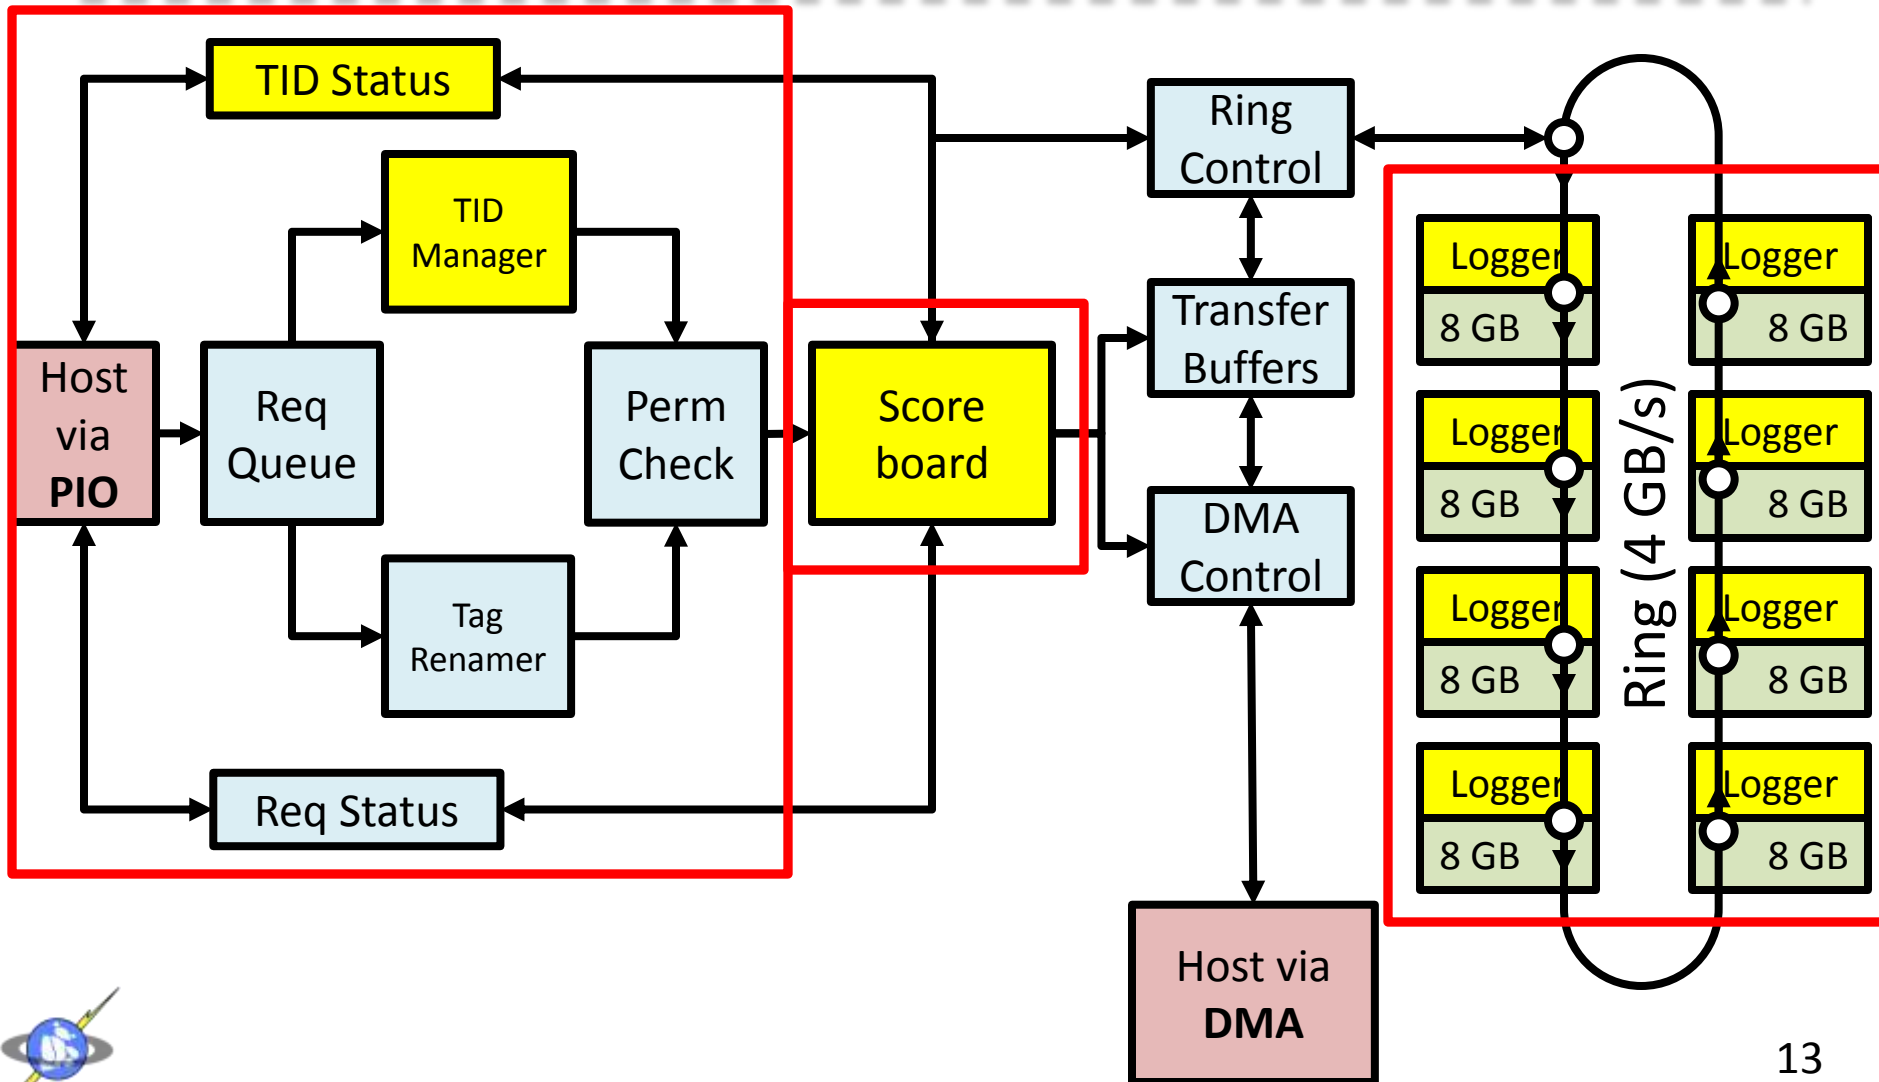 TID Status
TID
Manager
Host
via
PIO
Req
Queue
Perm
Check
Tag
Renamer
Req Status
Score
board
Ring
Control
Transfer
Buffers
DMA
Control
Host via
DMA
Logger
8 GB
Logger
8 GB
Logger
8 GB
Logger
8 GB
Ring (4 GB/s)
Logger
8 GB
Logger
8 GB
Logger
8 GB
Logger
8 GB
13